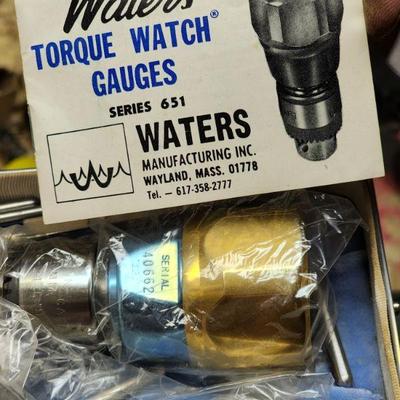 Waters
TORQUE WATCH®
GAUGES
SERIES 651
WATERS
MANUFACTURING INC.
WAYLAND, MASS. 01778
Tel. — 617-358-2777
SERIAL
40662